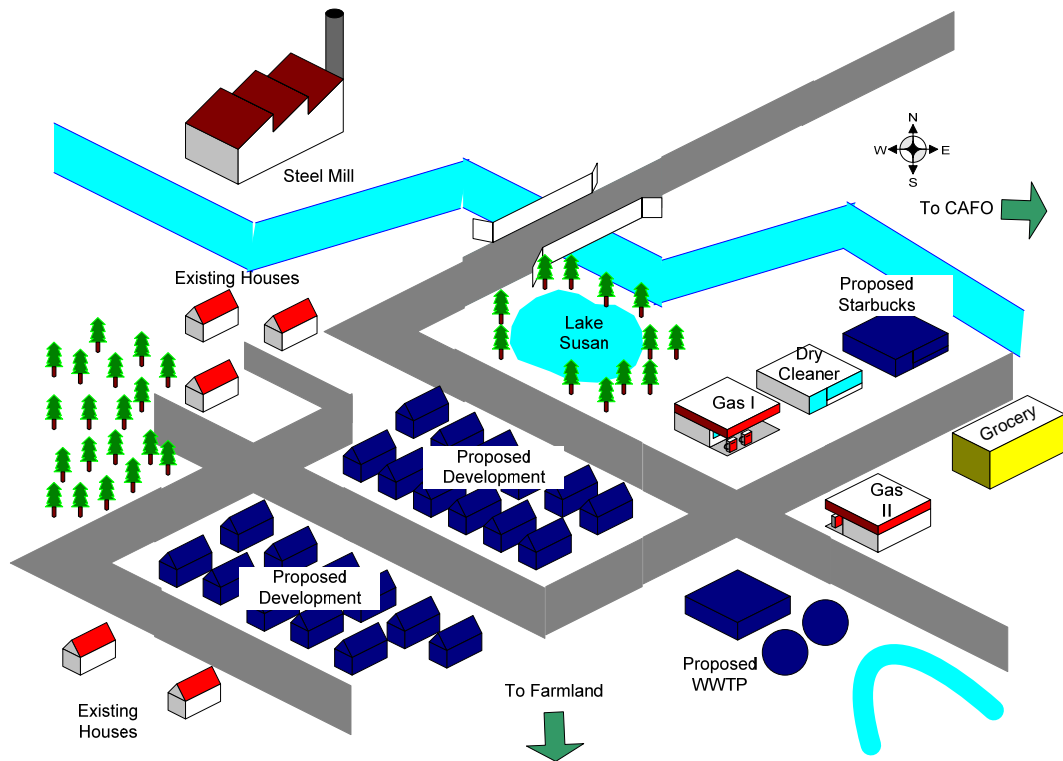 Steel Mill
N
W
E
S
To CAFO
Existing Houses
Proposed
Starbucks
Lake
Susan
Dry
Cleaner
Gas I
Grocery
Proposed
Development
Gas
II
Proposed
Development
Proposed
WWTP
To Farmland
Existing
Houses